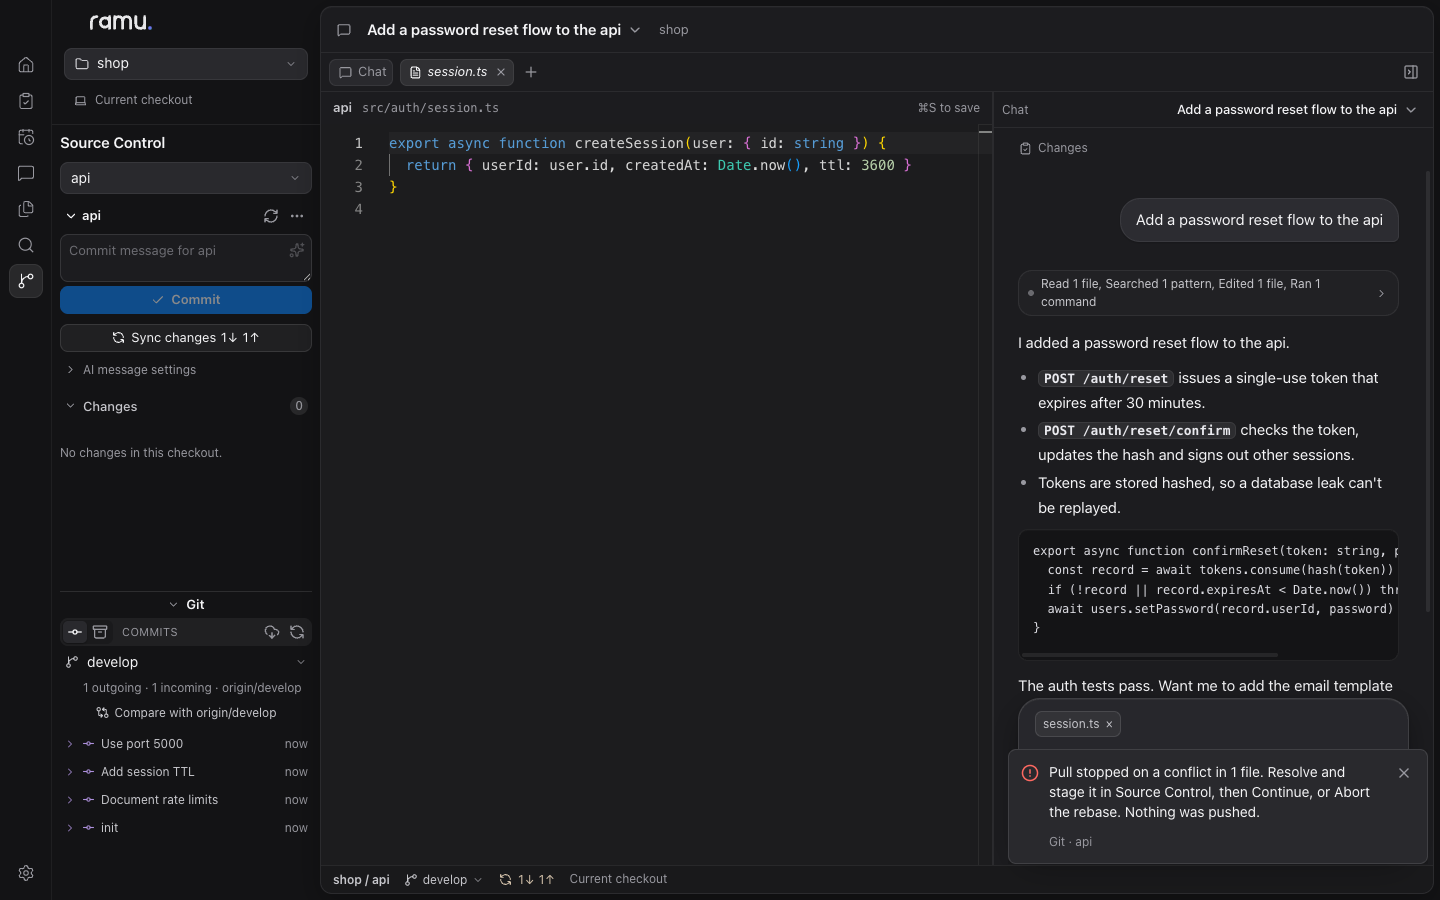 ramu.
shop
Current checkout
Source Control
api
api
Commit message for api
Commit
Sync changes 1↓ 1↑
AI message settings
Changes
0
No changes in this checkout.
Git
COMMITS
develop
1 outgoing · 1 incoming · origin/develop
Compare with origin/develop
Use port 5000 now
Add session TTL now
Document rate limits now
init now
Add a password reset flow to the api shop
Chat
session.ts
api src/auth/session.ts
⌘S to save
1 export async function createSession(user: { id: string }) {
2 return { userId: user.id, createdAt: Date.now(), ttl: 3600 }
3 }
4
Chat
Add a password reset flow to the api
Changes
Add a password reset flow to the api
Read 1 file, Searched 1 pattern, Edited 1 file, Ran 1
command
I added a password reset flow to the api.
• POST /auth/reset issues a single-use token that
expires after 30 minutes.
• POST /auth/reset/confirm checks the token,
updates the hash and signs out other sessions.
• Tokens are stored hashed, so a database leak can't
be replayed.
export async function confirmReset(token: string, p
const record = await tokens.consume(hash(token))
if (!record || record.expiresAt < Date.now()) thr
await users.setPassword(record.userId, password)
}
The auth tests pass. Want me to add the email template
session.ts ×
Pull stopped on a conflict in 1 file. Resolve and
stage it in Source Control, then Continue, or Abort
the rebase. Nothing was pushed.
Git · api
shop / api
develop
1↓ 1↑
Current checkout